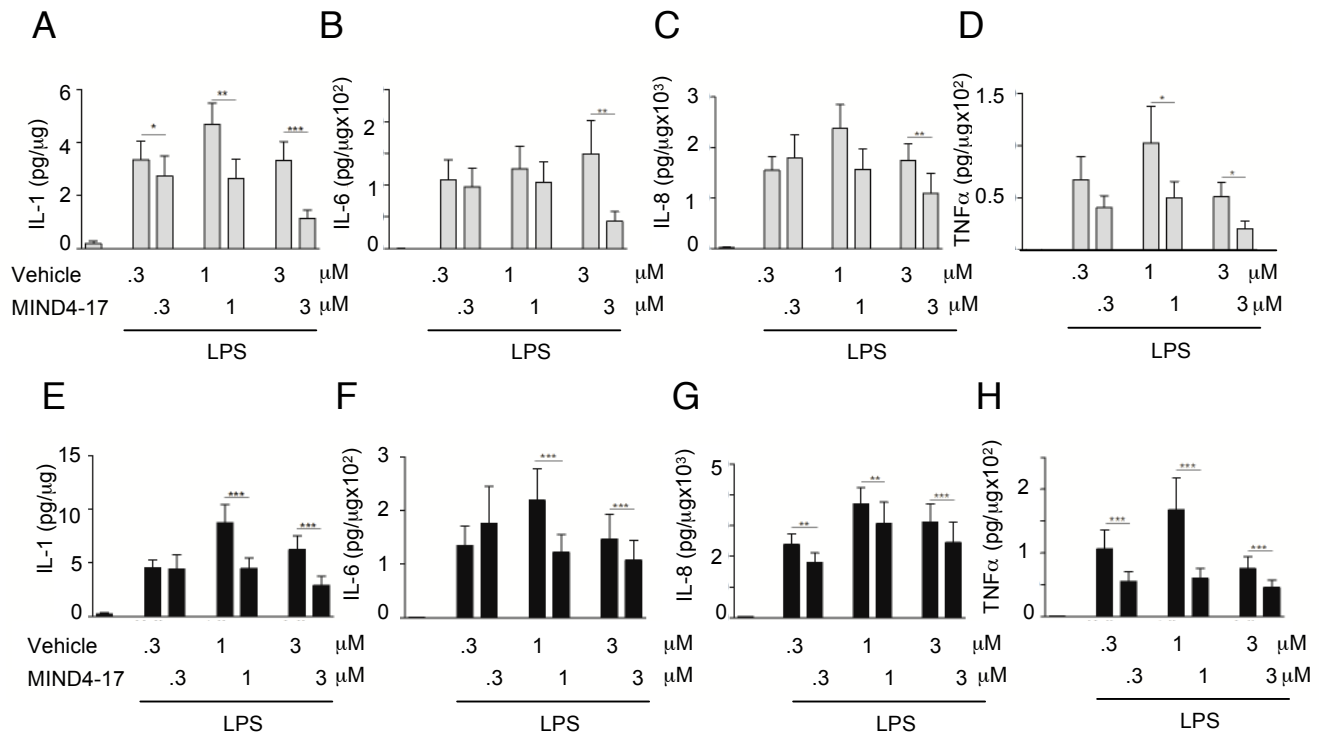 A B C D
IL-1 (pg/µg)
6
4
2
0
* ** ***
IL-6 (pg/µgx10²)
2
1
0
**
IL-8 (pg/µgx10³)
3
2
1
0
**
TNFα (pg/µgx10²)
1.5
0.5
* *
Vehicle .3 1 3 µM .3 1 3 µM .3 1 3 µM .3 1 3 µM
MIND4-17 .3 1 3 µM .3 1 3 µM .3 1 3 µM .3 1 3 µM
LPS LPS LPS LPS
E F G H
IL-1 (pg/µg)
15
10
5
0
*** ***
IL-6 (pg/µgx10²)
3
2
1
0
*** ***
IL-8 (pg/µgx10³)
5
2
0
** ** ***
TNFα (pg/µgx10²)
2
1
0
*** *** ***
Vehicle .3 1 3 µM .3 1 3 µM .3 1 3 µM .3 1 3 µM
MIND4-17 .3 1 3 µM .3 1 3 µM .3 1 3 µM .3 1 3 µM
LPS LPS LPS LPS